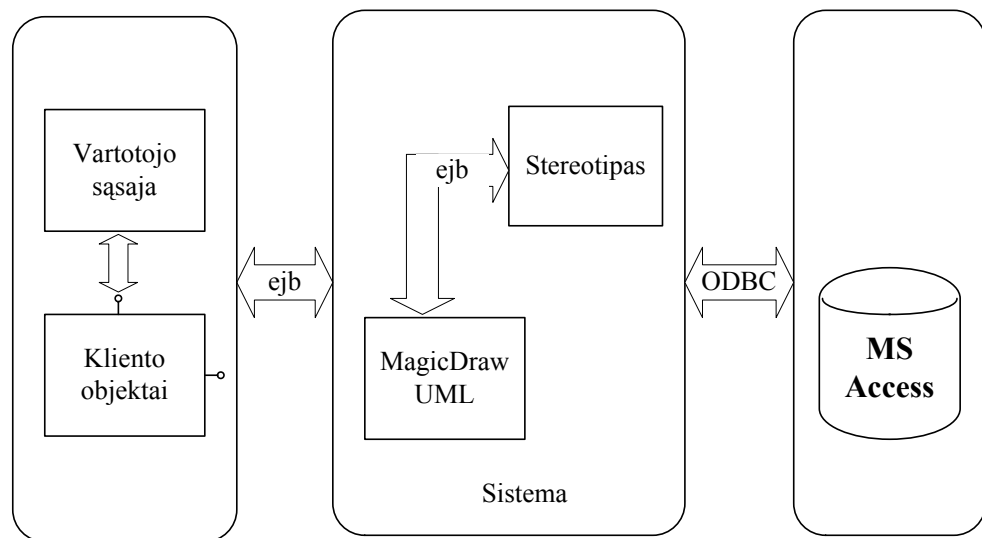 Vartotojo
sąsaja
Kliento
objektai
ejb
ejb
Stereotipas
MagicDraw
UML
Sistema
ODBC
MS
Access